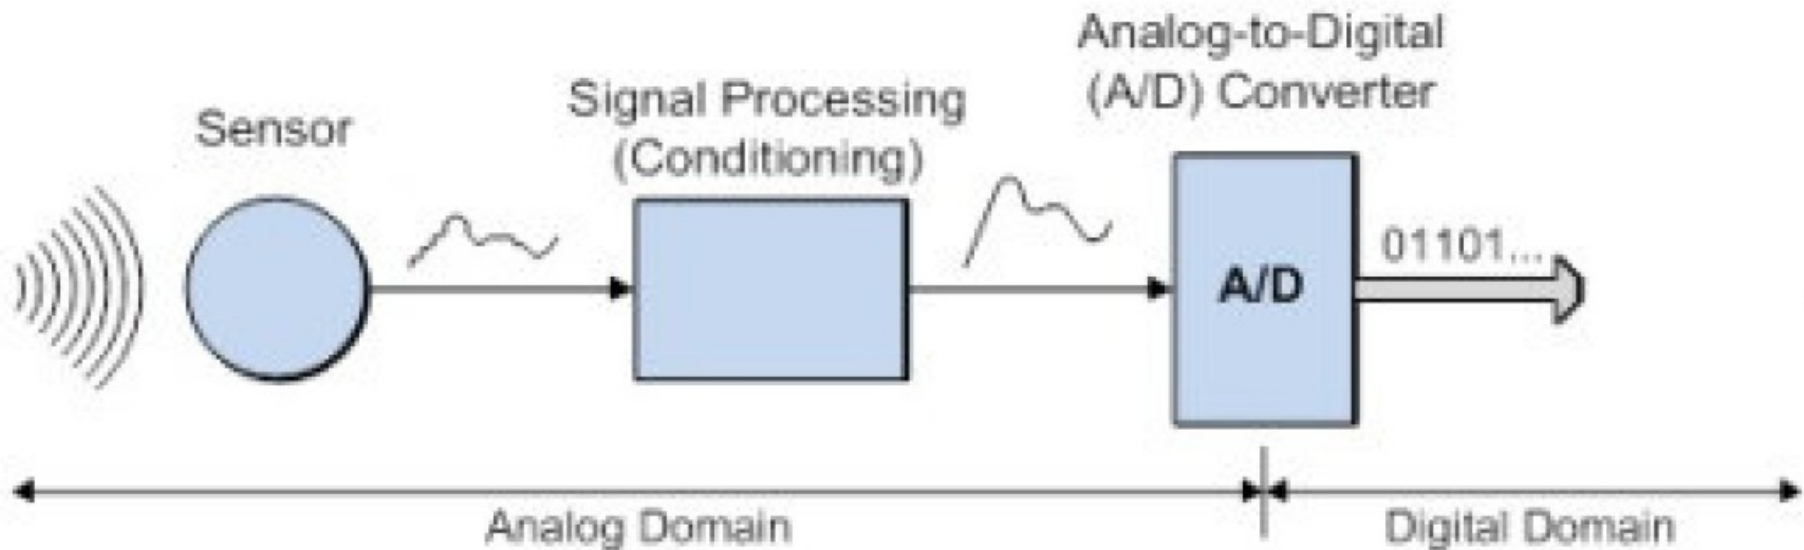 Sensor
Signal Processing
(Conditioning)
Analog-to-Digital
(A/D) Converter
A/D
01101...
Analog Domain
Digital Domain